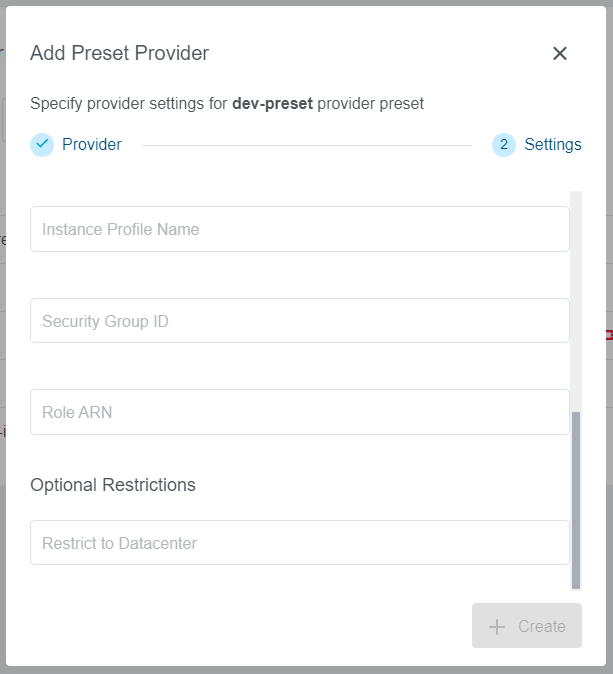 Add Preset Provider
Specify provider settings for dev-preset provider preset
Provider
2 Settings
Instance Profile Name
Security Group ID
Role ARN
Optional Restrictions
Restrict to Datacenter
Create